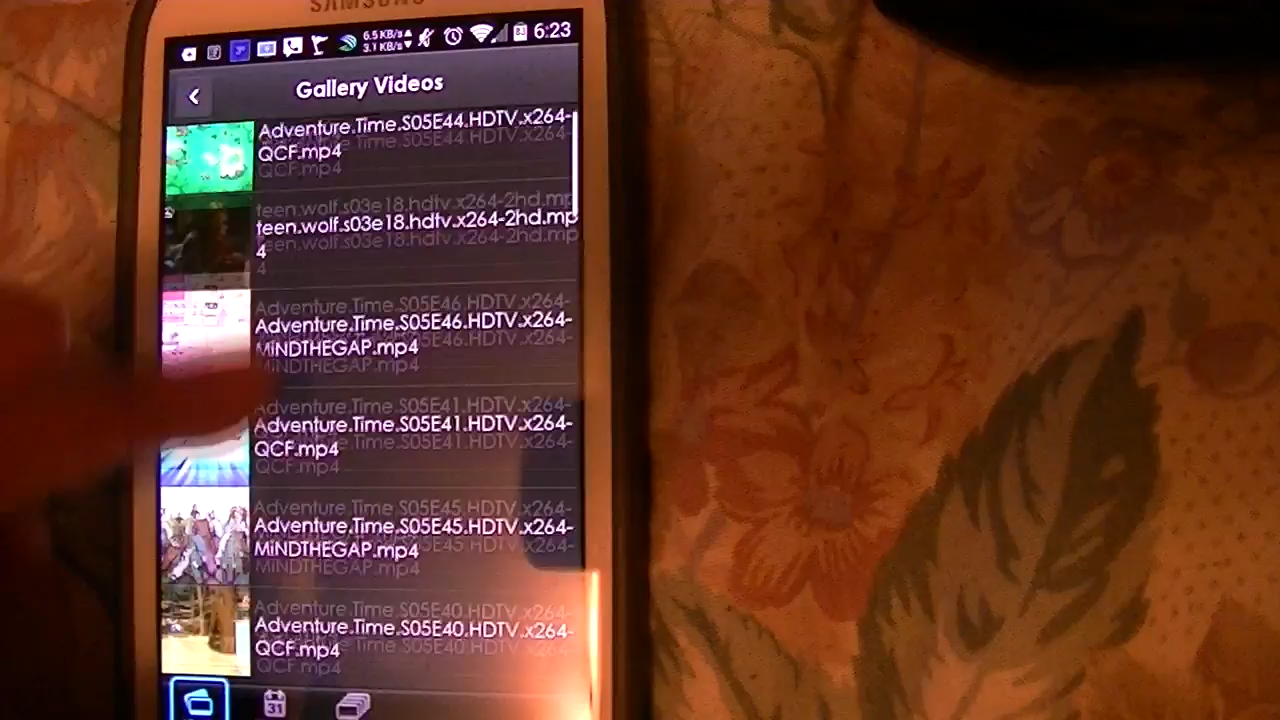 SAMSUNG
6.5 KB/s
3.1 KB/s
6:23
Gallery Videos
Adventure.Time.S05E44.HDTV.x264-
QCF.mp4
teen.wolf.s03e18.hdtv.x264-2hd.mp
4
Adventure.Time.S05E46.HDTV.x264-
MiNDTHEGAP.mp4
Adventure.Time.S05E41.HDTV.x264-
QCF.mp4
Adventure.Time.S05E45.HDTV.x264-
MiNDTHEGAP.mp4
Adventure.Time.S05E40.HDTV.x264-
QCF.mp4
31